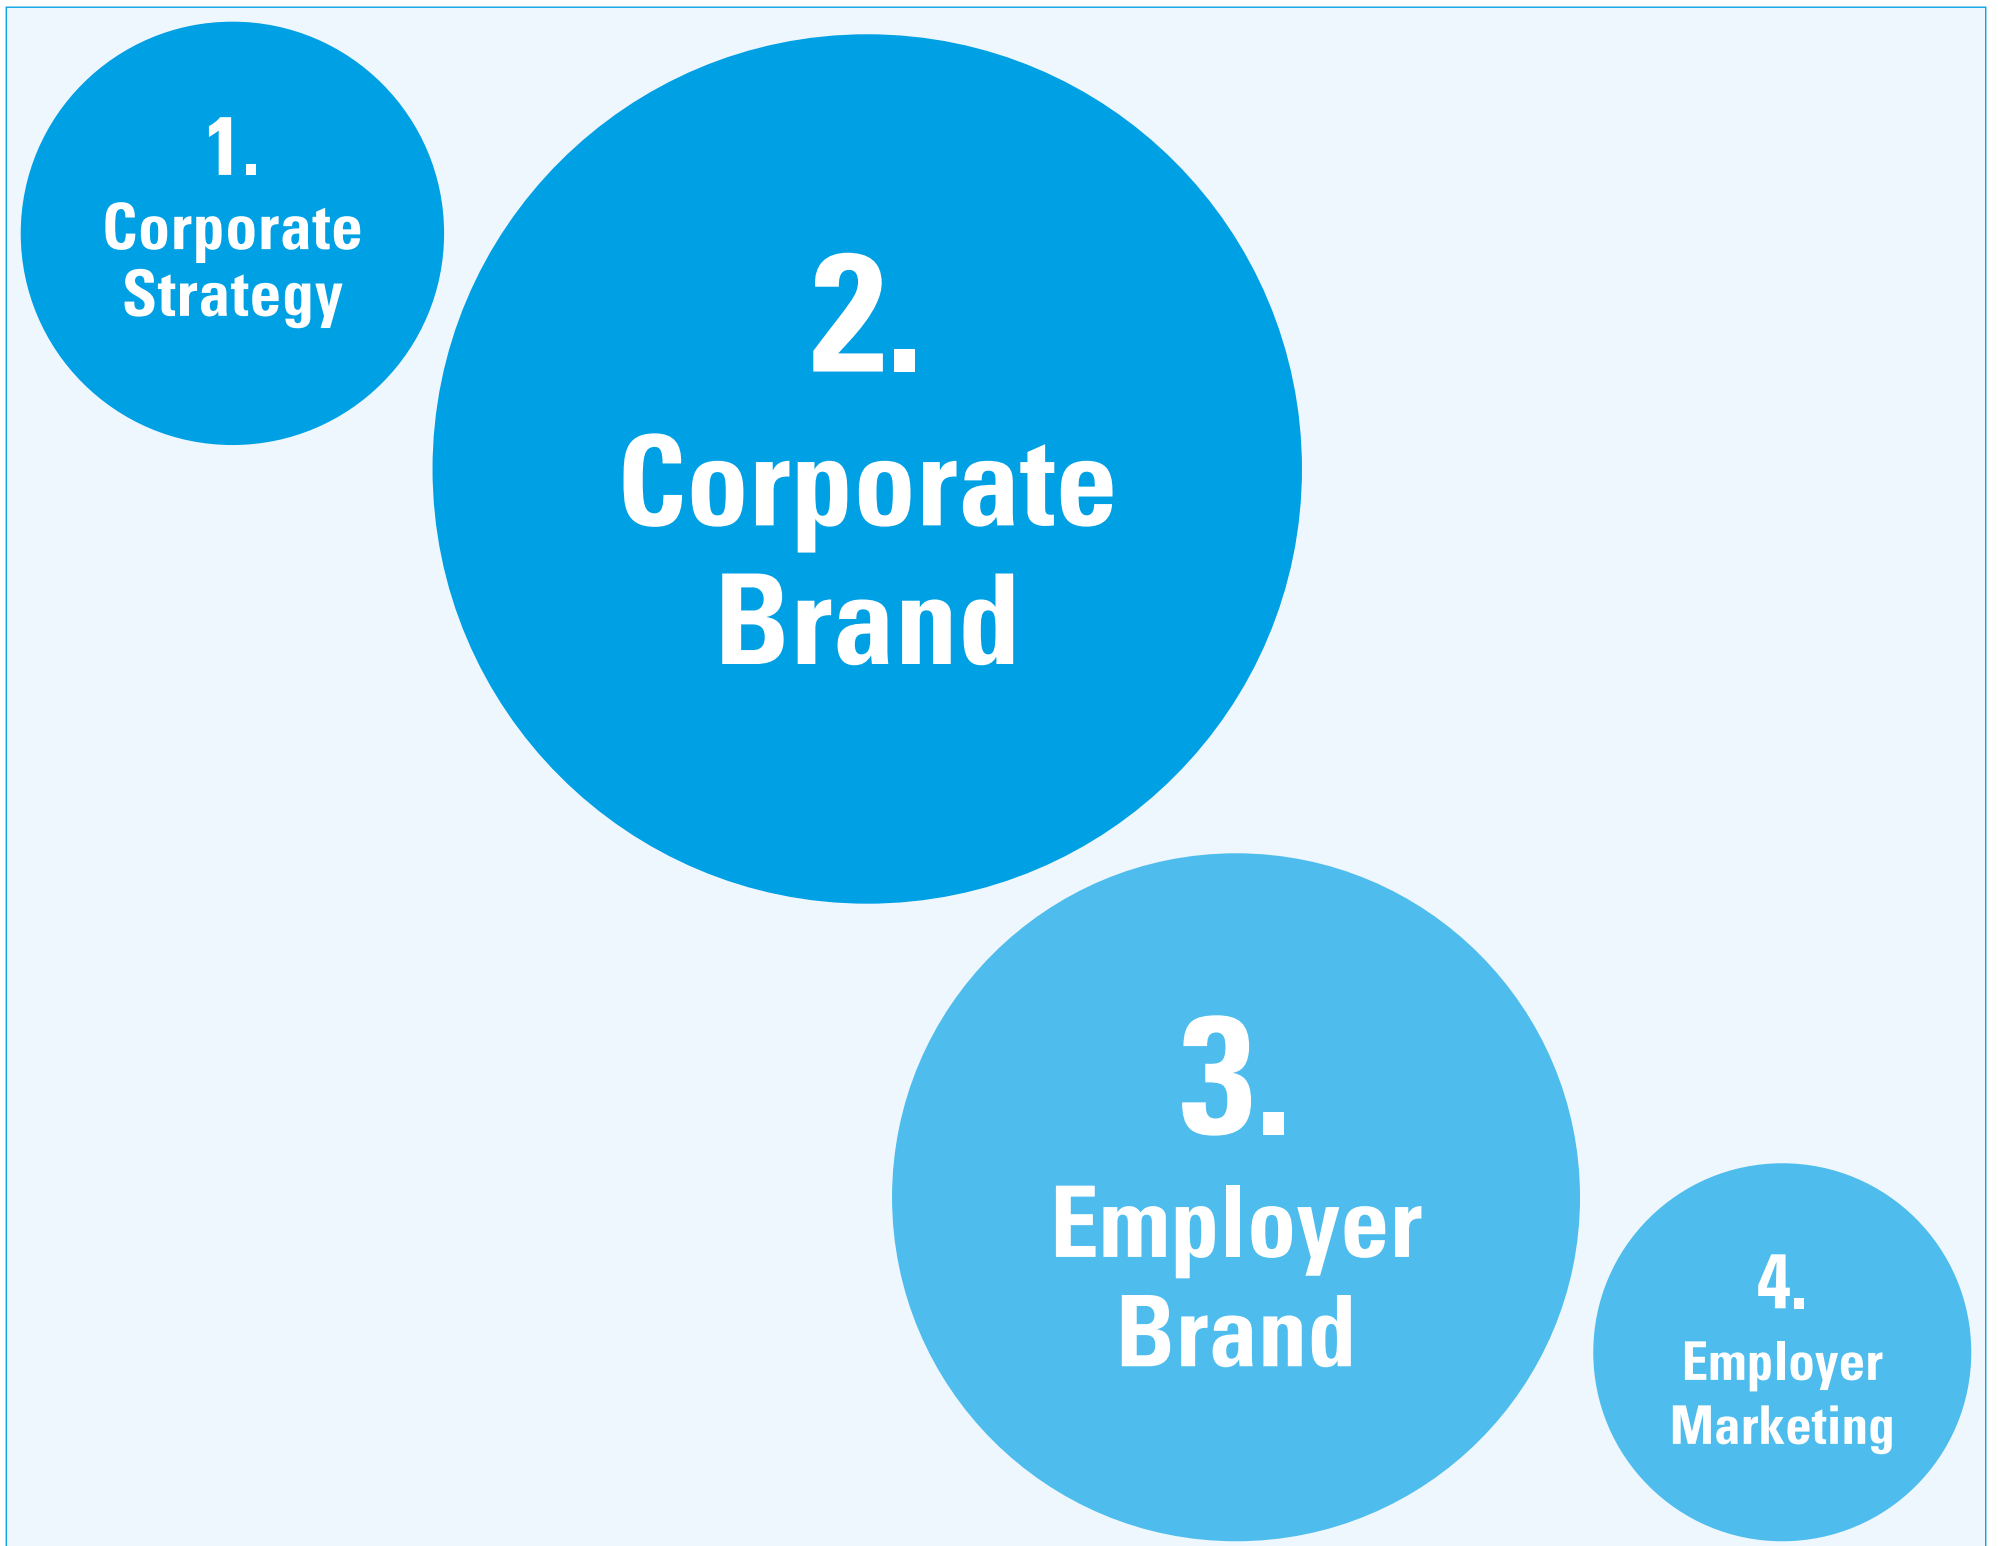 1.
Corporate
Strategy
2.
Corporate
Brand
3.
Employer
Brand
4.
Employer
Marketing